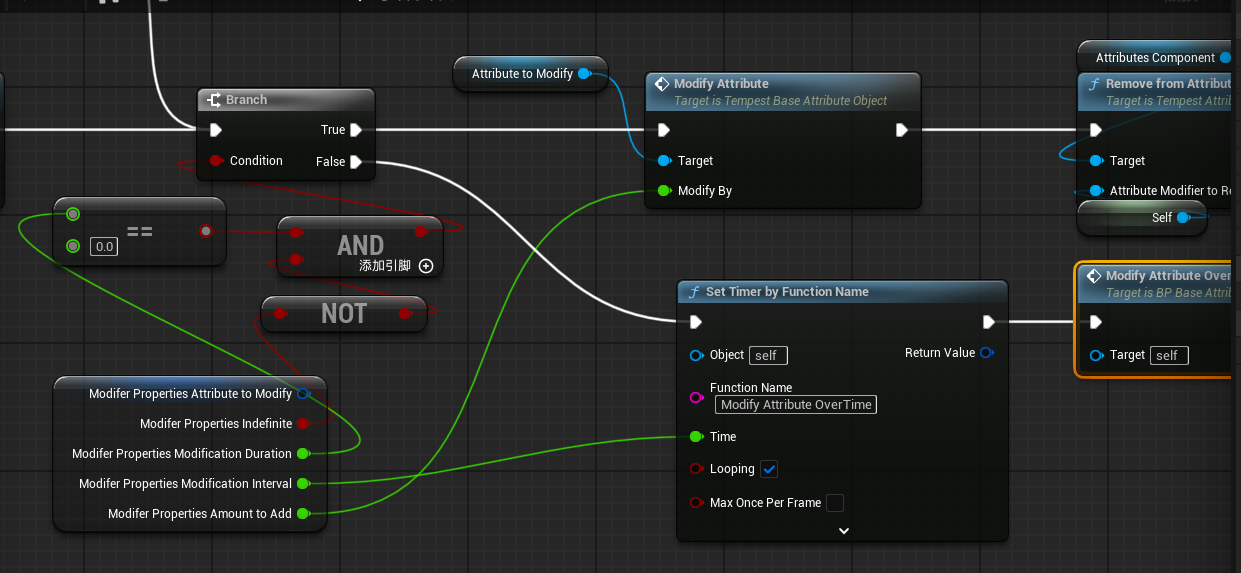 Attributes Component
Attribute to Modify
Modify Attribute
Target is Tempest Base Attribute Object
Remove from Attribut
Target is Tempest Attri
Branch
True
Condition
False
Target
Modify By
Target
Attribute Modifier to Re
Self
==
0.0
AND
添加引脚
NOT
Modify Attribute Over
Target is BP Base Attrib
Target
self
Set Timer by Function Name
Object
self
Return Value
Function Name
Modify Attribute OverTime
Time
Looping
Max Once Per Frame
Modifer Properties Attribute to Modify
Modifer Properties Indefinite
Modifer Properties Modification Duration
Modifer Properties Modification Interval
Modifer Properties Amount to Add